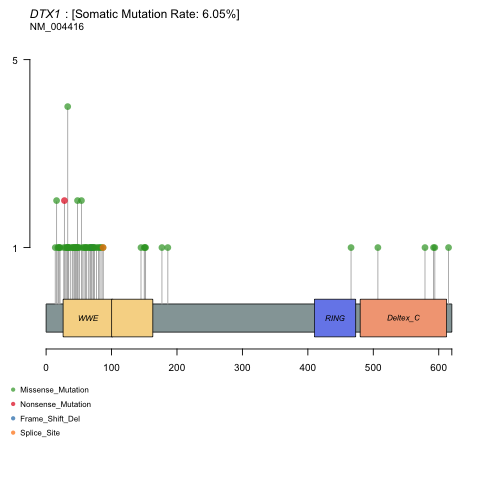 DTX1 : [Somatic Mutation Rate: 6.05%]
NM_004416
5
1
WWE
RING
Deltex_C
0 100 200 300 400 500 600
Missense_Mutation
Nonsense_Mutation
Frame_Shift_Del
Splice_Site